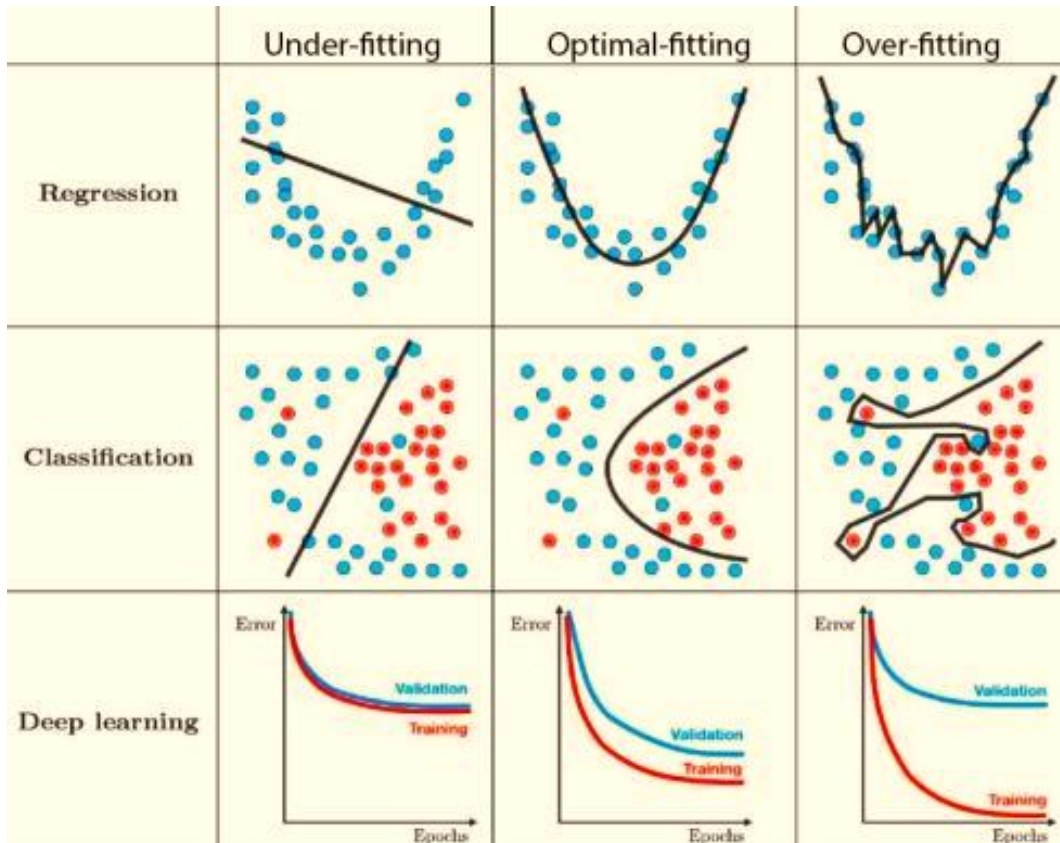 Under-fitting
Optimal-fitting
Over-fitting
Regression
Classification
Deep learning
Error
Validation
Training
Epochs
Error
Validation
Training
Epochs
Error
Validation
Training
Epochs